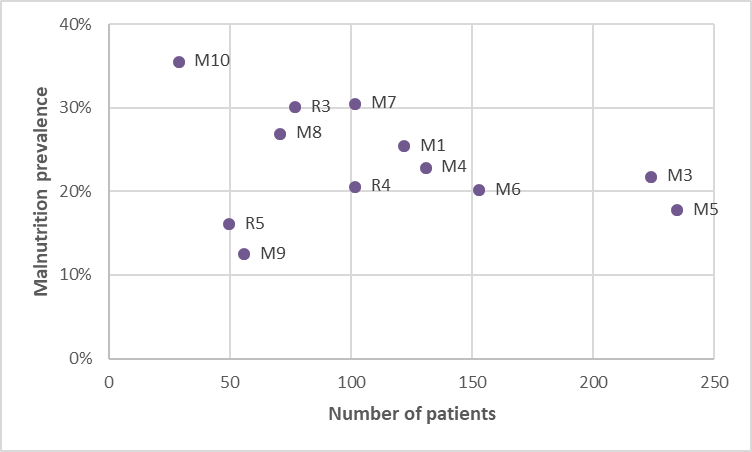 40%
M10
30%
R3
M7
M8
M1
M4
M3
20%
R4
M6
M5
R5
M9
10%
0%
0
50
100
150
200
250
Number of patients
Malnutrition prevalence